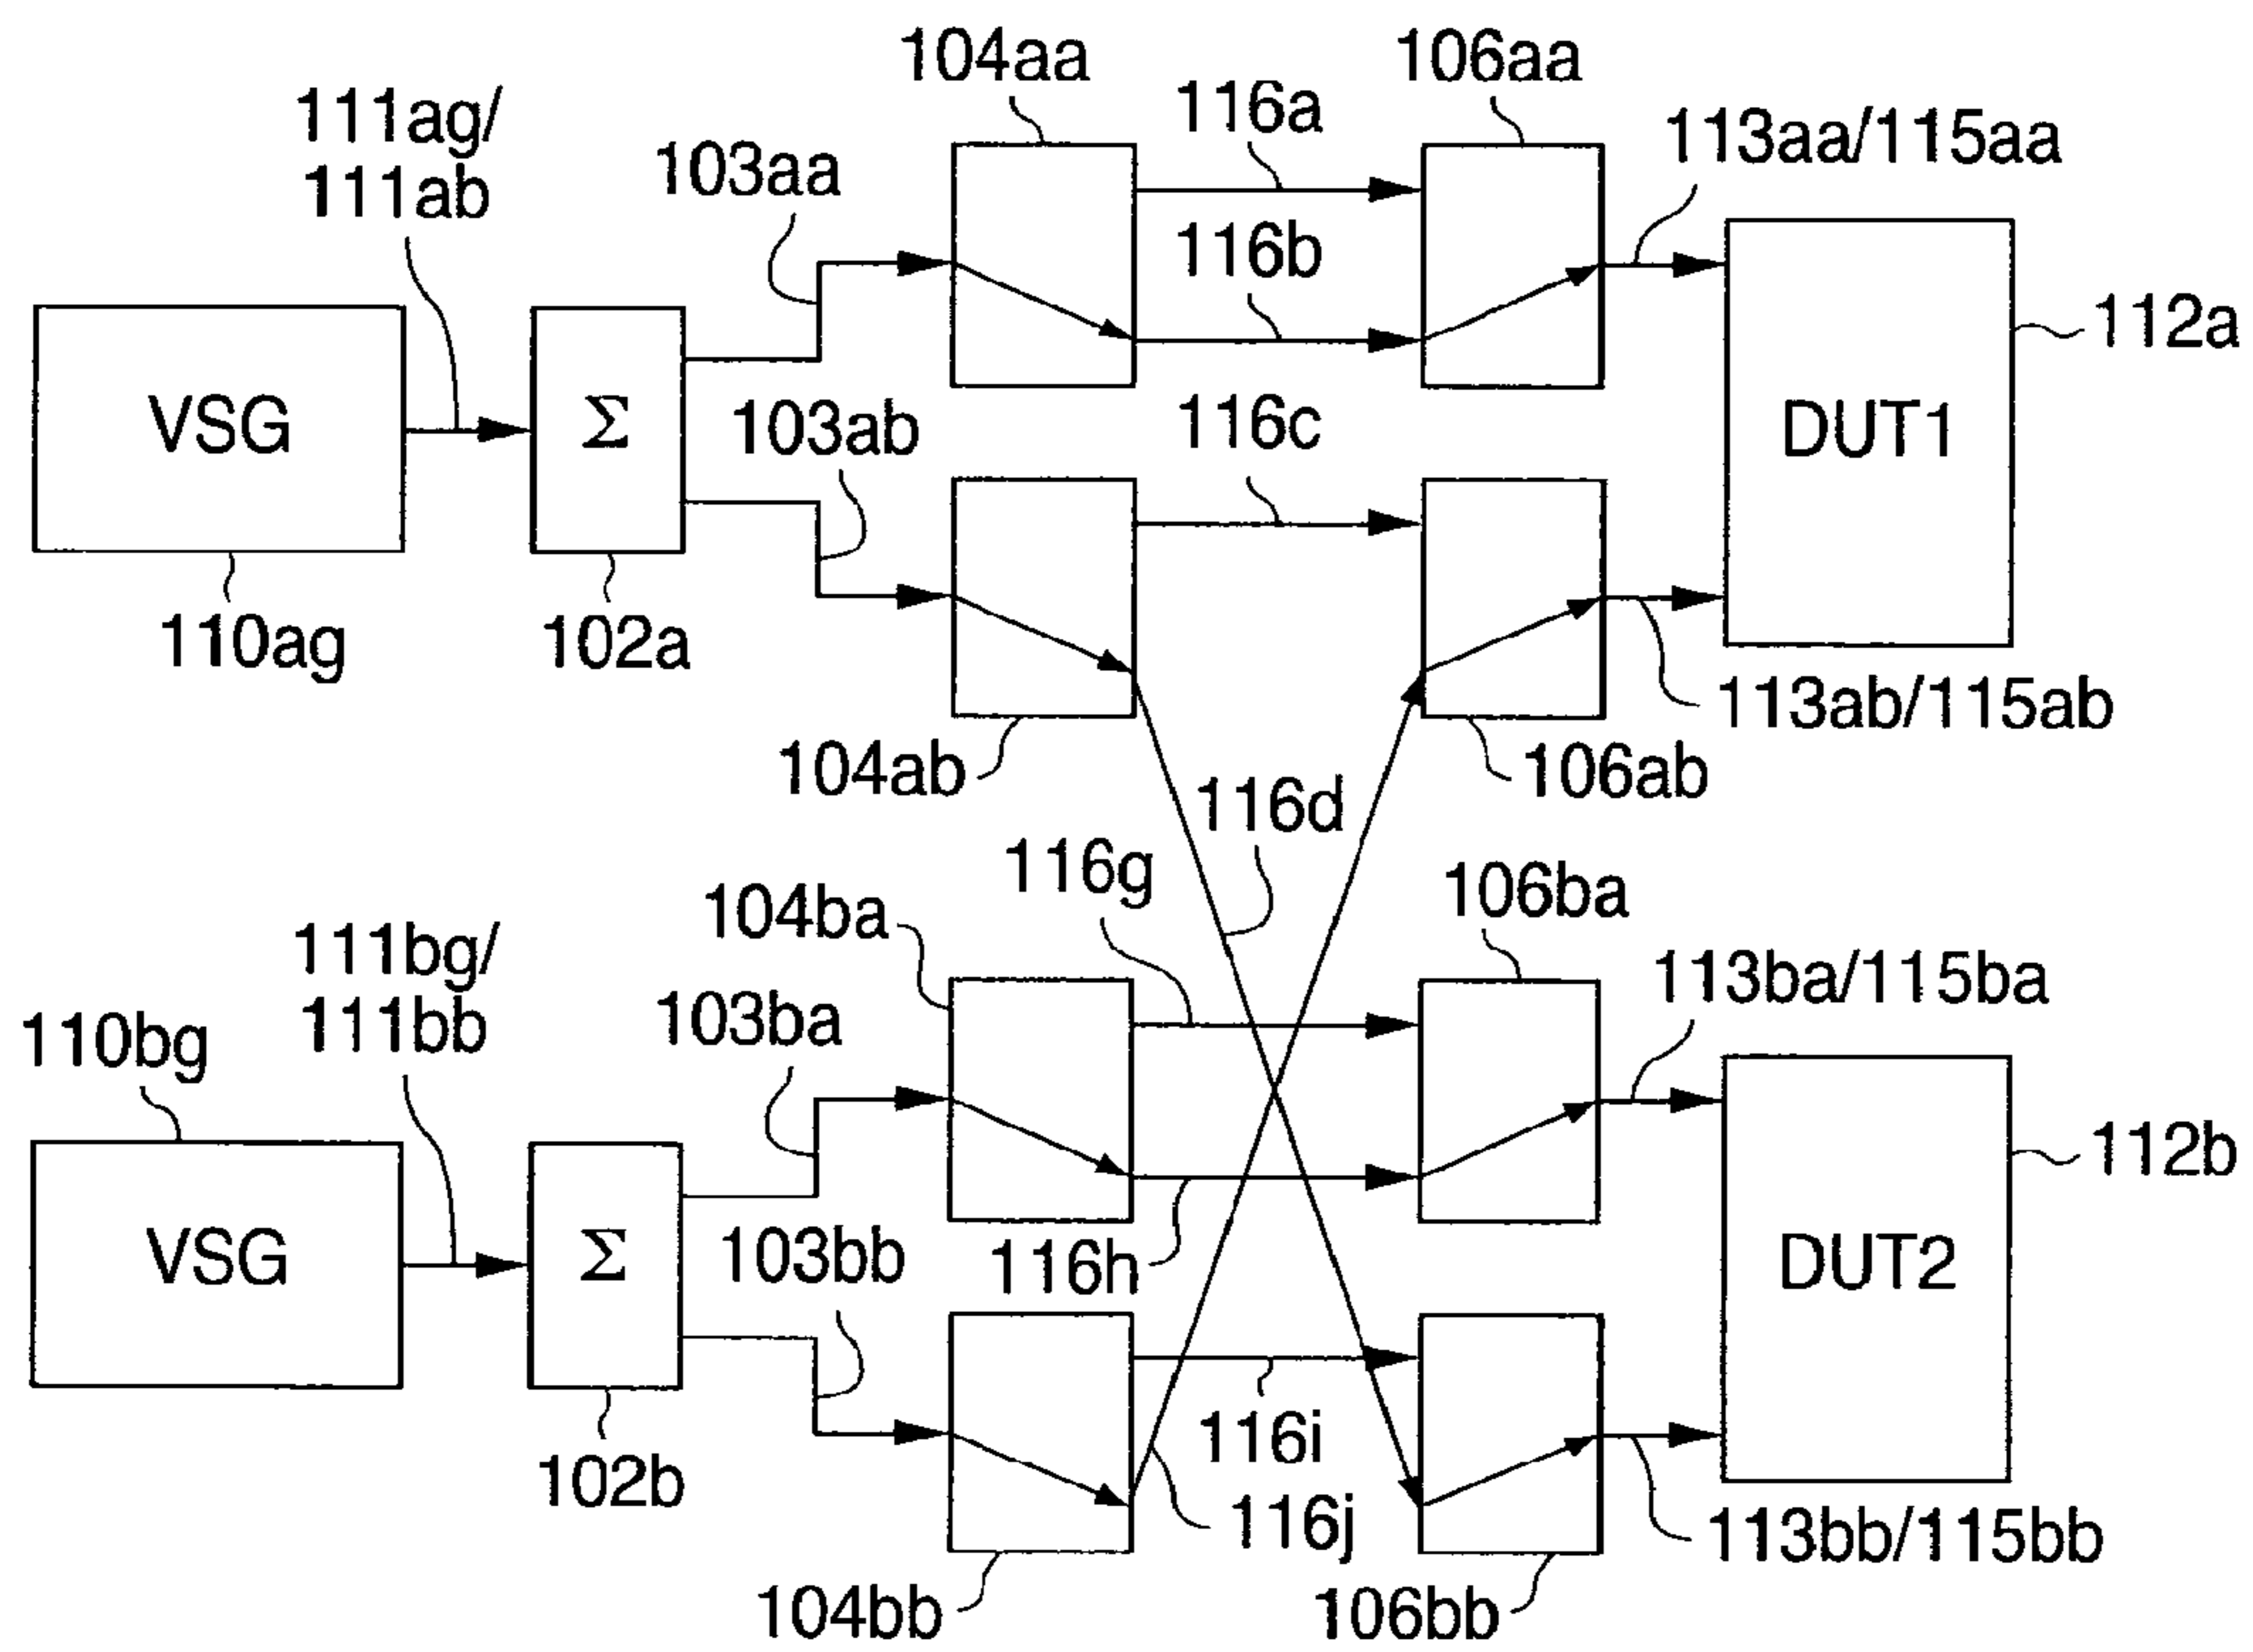 104aa
106aa
116a
111ag/
111ab
103aa
113aa/115aa
116b
112a
VSG
Σ
103ab
116c
DUT1
110ag
102a
113ab/115ab
104ab
106ab
116d
116g
106ba
104ba
111bg/
111bb
103ba
113ba/115ba
110bg
112b
VSG
Σ
103bb
116h
DUT2
116i
102b
116j
113bb/115bb
104bb
106bb